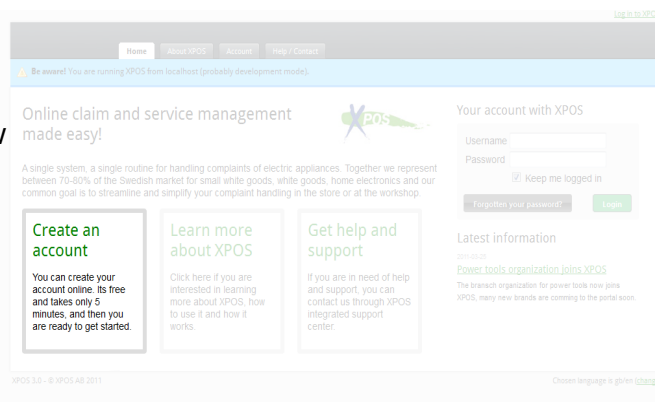 Log in to XPO
Home About XPOS Account Help / Contact
Be aware! You are running XPOS from localhost (probably development mode).
Online claim and service management
made easy!
XPOS
A single system, a single routine for handling complaints of electric appliances. Together we represent
between 70-80% of the Swedish market for small white goods, white goods, home electronics and our
common goal is to streamline and simplify your complaint handling in the store or at the workshop.
Create an
account
You can create your
account online. Its free
and takes only 5
minutes, and then you
are ready to get started.
Learn more
about XPOS
Click here if you are
interested in learning
more about XPOS, how
to use it and how it
works.
Get help and
support
If you are in need of help
and support, you can
contact us through XPOS
integrated support
center.
Your account with XPOS
Username
Password
Keep me logged in
Forgotten your password? Login
Latest information
Power tools organization joins XPOS
The bransch organization for power tools now joins
XPOS, many new brands are comming to the portal soon.
XPOS 3.0 - © XPOS AB 2011
Chosen language is gb/en (chang